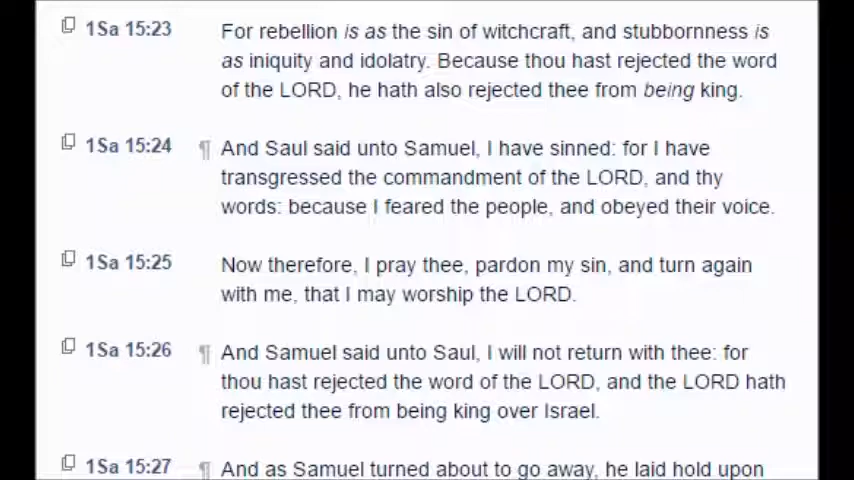 1Sa 15:23 For rebellion is as the sin of witchcraft, and stubbornness is
as iniquity and idolatry. Because thou hast rejected the word
of the LORD, he hath also rejected thee from being king.
1Sa 15:24 ¶ And Saul said unto Samuel, I have sinned: for I have
transgressed the commandment of the LORD, and thy
words: because I feared the people, and obeyed their voice.
1Sa 15:25 Now therefore, I pray thee, pardon my sin, and turn again
with me, that I may worship the LORD.
1Sa 15:26 ¶ And Samuel said unto Saul, I will not return with thee: for
thou hast rejected the word of the LORD, and the LORD hath
rejected thee from being king over Israel.
1Sa 15:27 ¶ And as Samuel turned about to go away, he laid hold upon